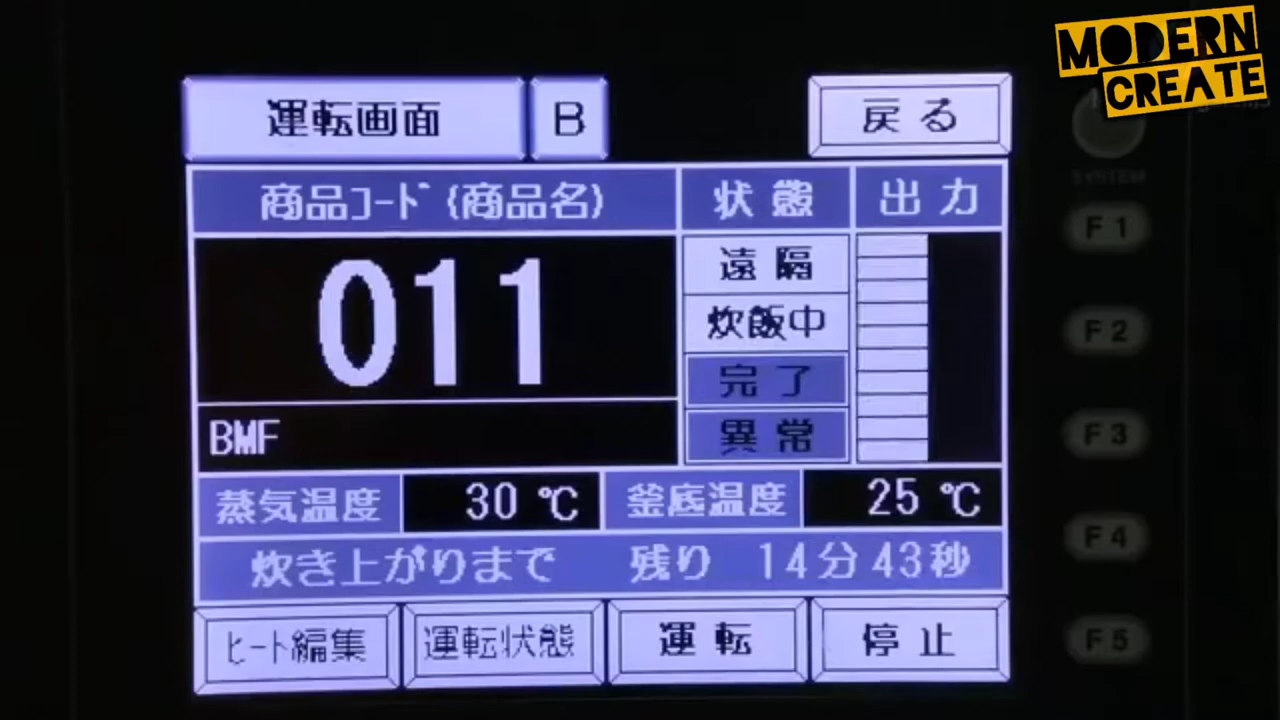 MODERN
CREATE
運転画面 B 戻る
商品コード(商品名) 状態 出力
011
遠隔
炊飯中
完了
異常
BMF
蒸気温度 30℃ 釜底温度 25℃
炊き上がりまで 残り 14分43秒
ヒート編集 運転状態 運転 停止
SYSTEM
F1
F2
F3
F4
F5